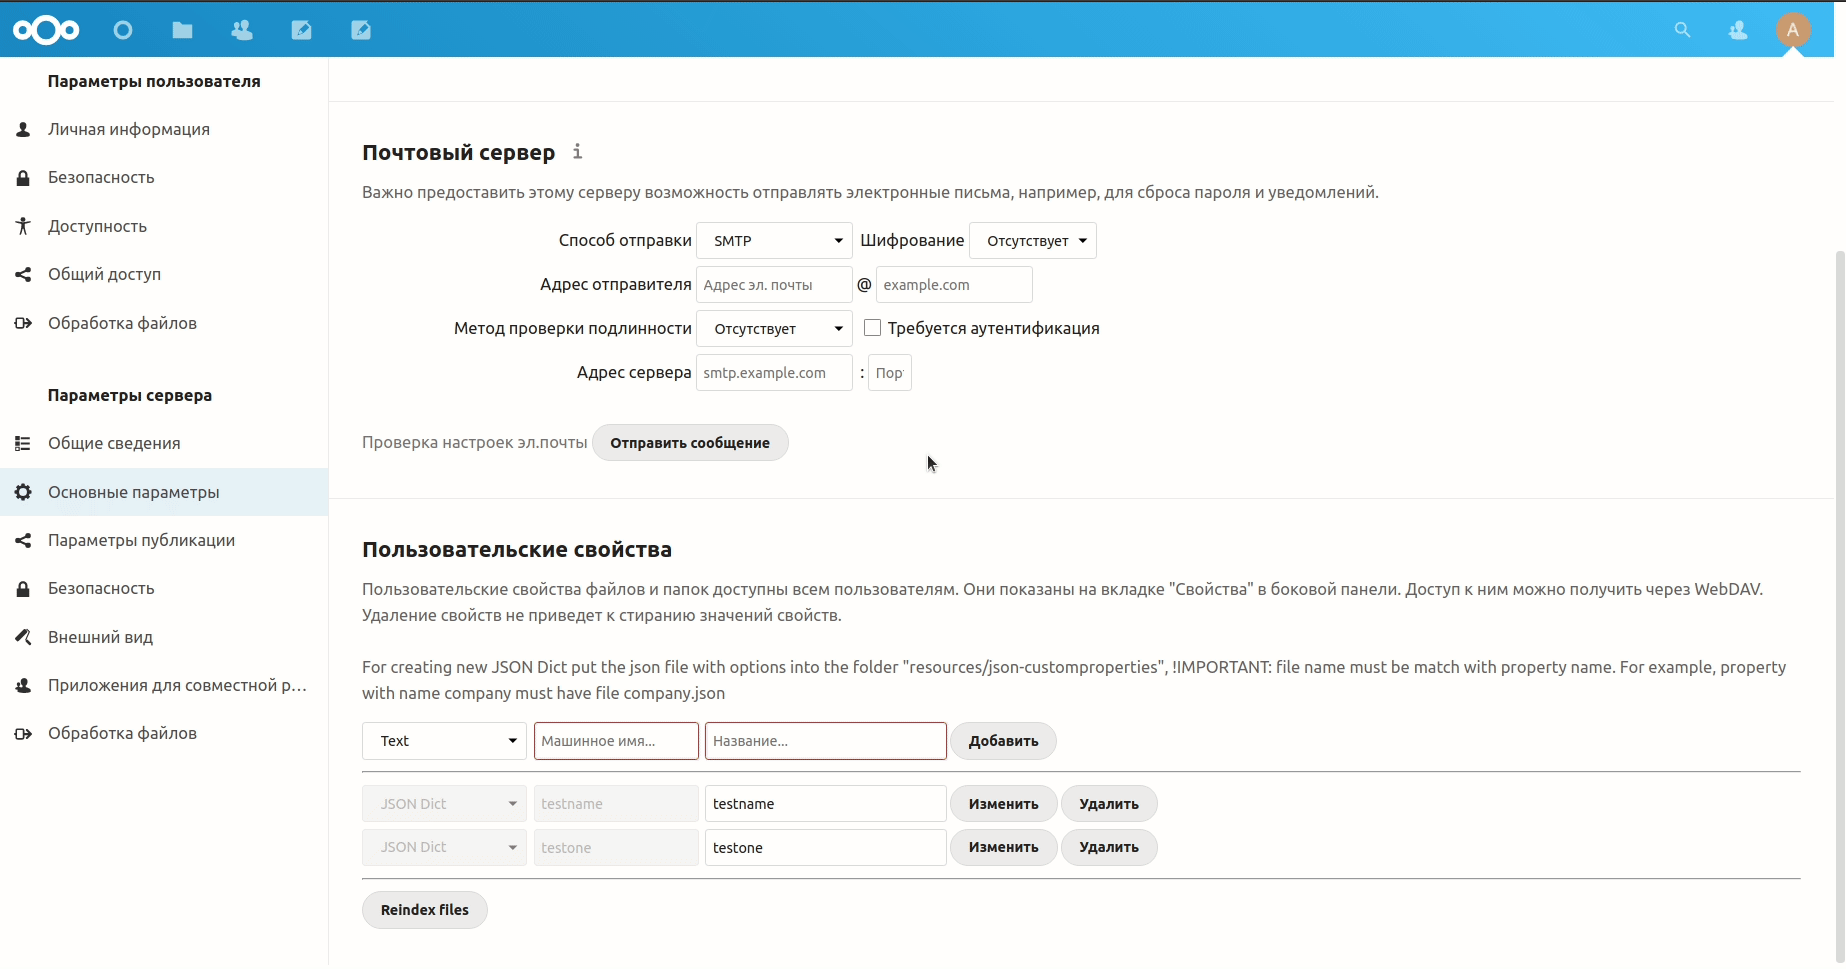 A
Параметры пользователя
Личная информация
Безопасность
Доступность
Общий доступ
Обработка файлов
Параметры сервера
Общие сведения
Основные параметры
Параметры публикации
Безопасность
Внешний вид
Приложения для совместной р...
Обработка файлов
Почтовый сервер i
Важно предоставить этому серверу возможность отправлять электронные письма, например, для сброса пароля и уведомлений.
Способ отправки SMTP Шифрование Отсутствует
Адрес отправителя Адрес эл. почты @ example.com
Метод проверки подлинности Отсутствует Требуется аутентификация
Адрес сервера smtp.example.com : Пор
Проверка настроек эл.почты Отправить сообщение
Пользовательские свойства
Пользовательские свойства файлов и папок доступны всем пользователям. Они показаны на вкладке "Свойства" в боковой панели. Доступ к ним можно получить через WebDAV.
Удаление свойств не приведет к стиранию значений свойств.
For creating new JSON Dict put the json file with options into the folder "resources/json-customproperties", !IMPORTANT: file name must be match with property name. For example, property
with name company must have file company.json
Text Машинное имя... Название... Добавить
JSON Dict testname testname Изменить Удалить
JSON Dict testone testone Изменить Удалить
Reindex files